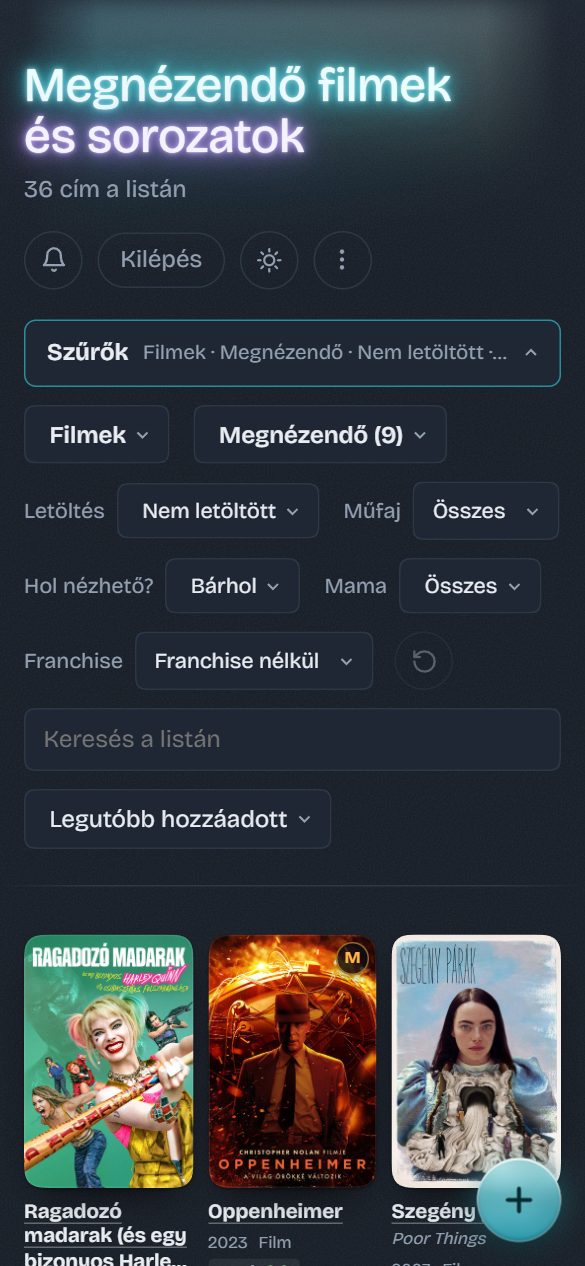 Megnézendő filmek
és sorozatok
36 cím a listán
Kilépés
Szűrők Filmek · Megnézendő · Nem letöltött ·...
Filmek Megnézendő (9)
Letöltés Nem letöltött Műfaj Összes
Hol nézhető? Bárhol Mama Összes
Franchise Franchise nélkül
Keresés a listán
Legutóbb hozzáadott
RAGADOZÓ MADARAK
HARLEY QUINN
M
CHRISTOPHER NOLAN FILMJE
OPPENHEIMER
A VILÁG ÖRÖKRE VÁLTOZIK
SZEGÉNY PÁRÁK
Ragadozó
madarak (és egy
bizonyos Harle...
Oppenheimer
2023 Film
Szegény
Poor Things